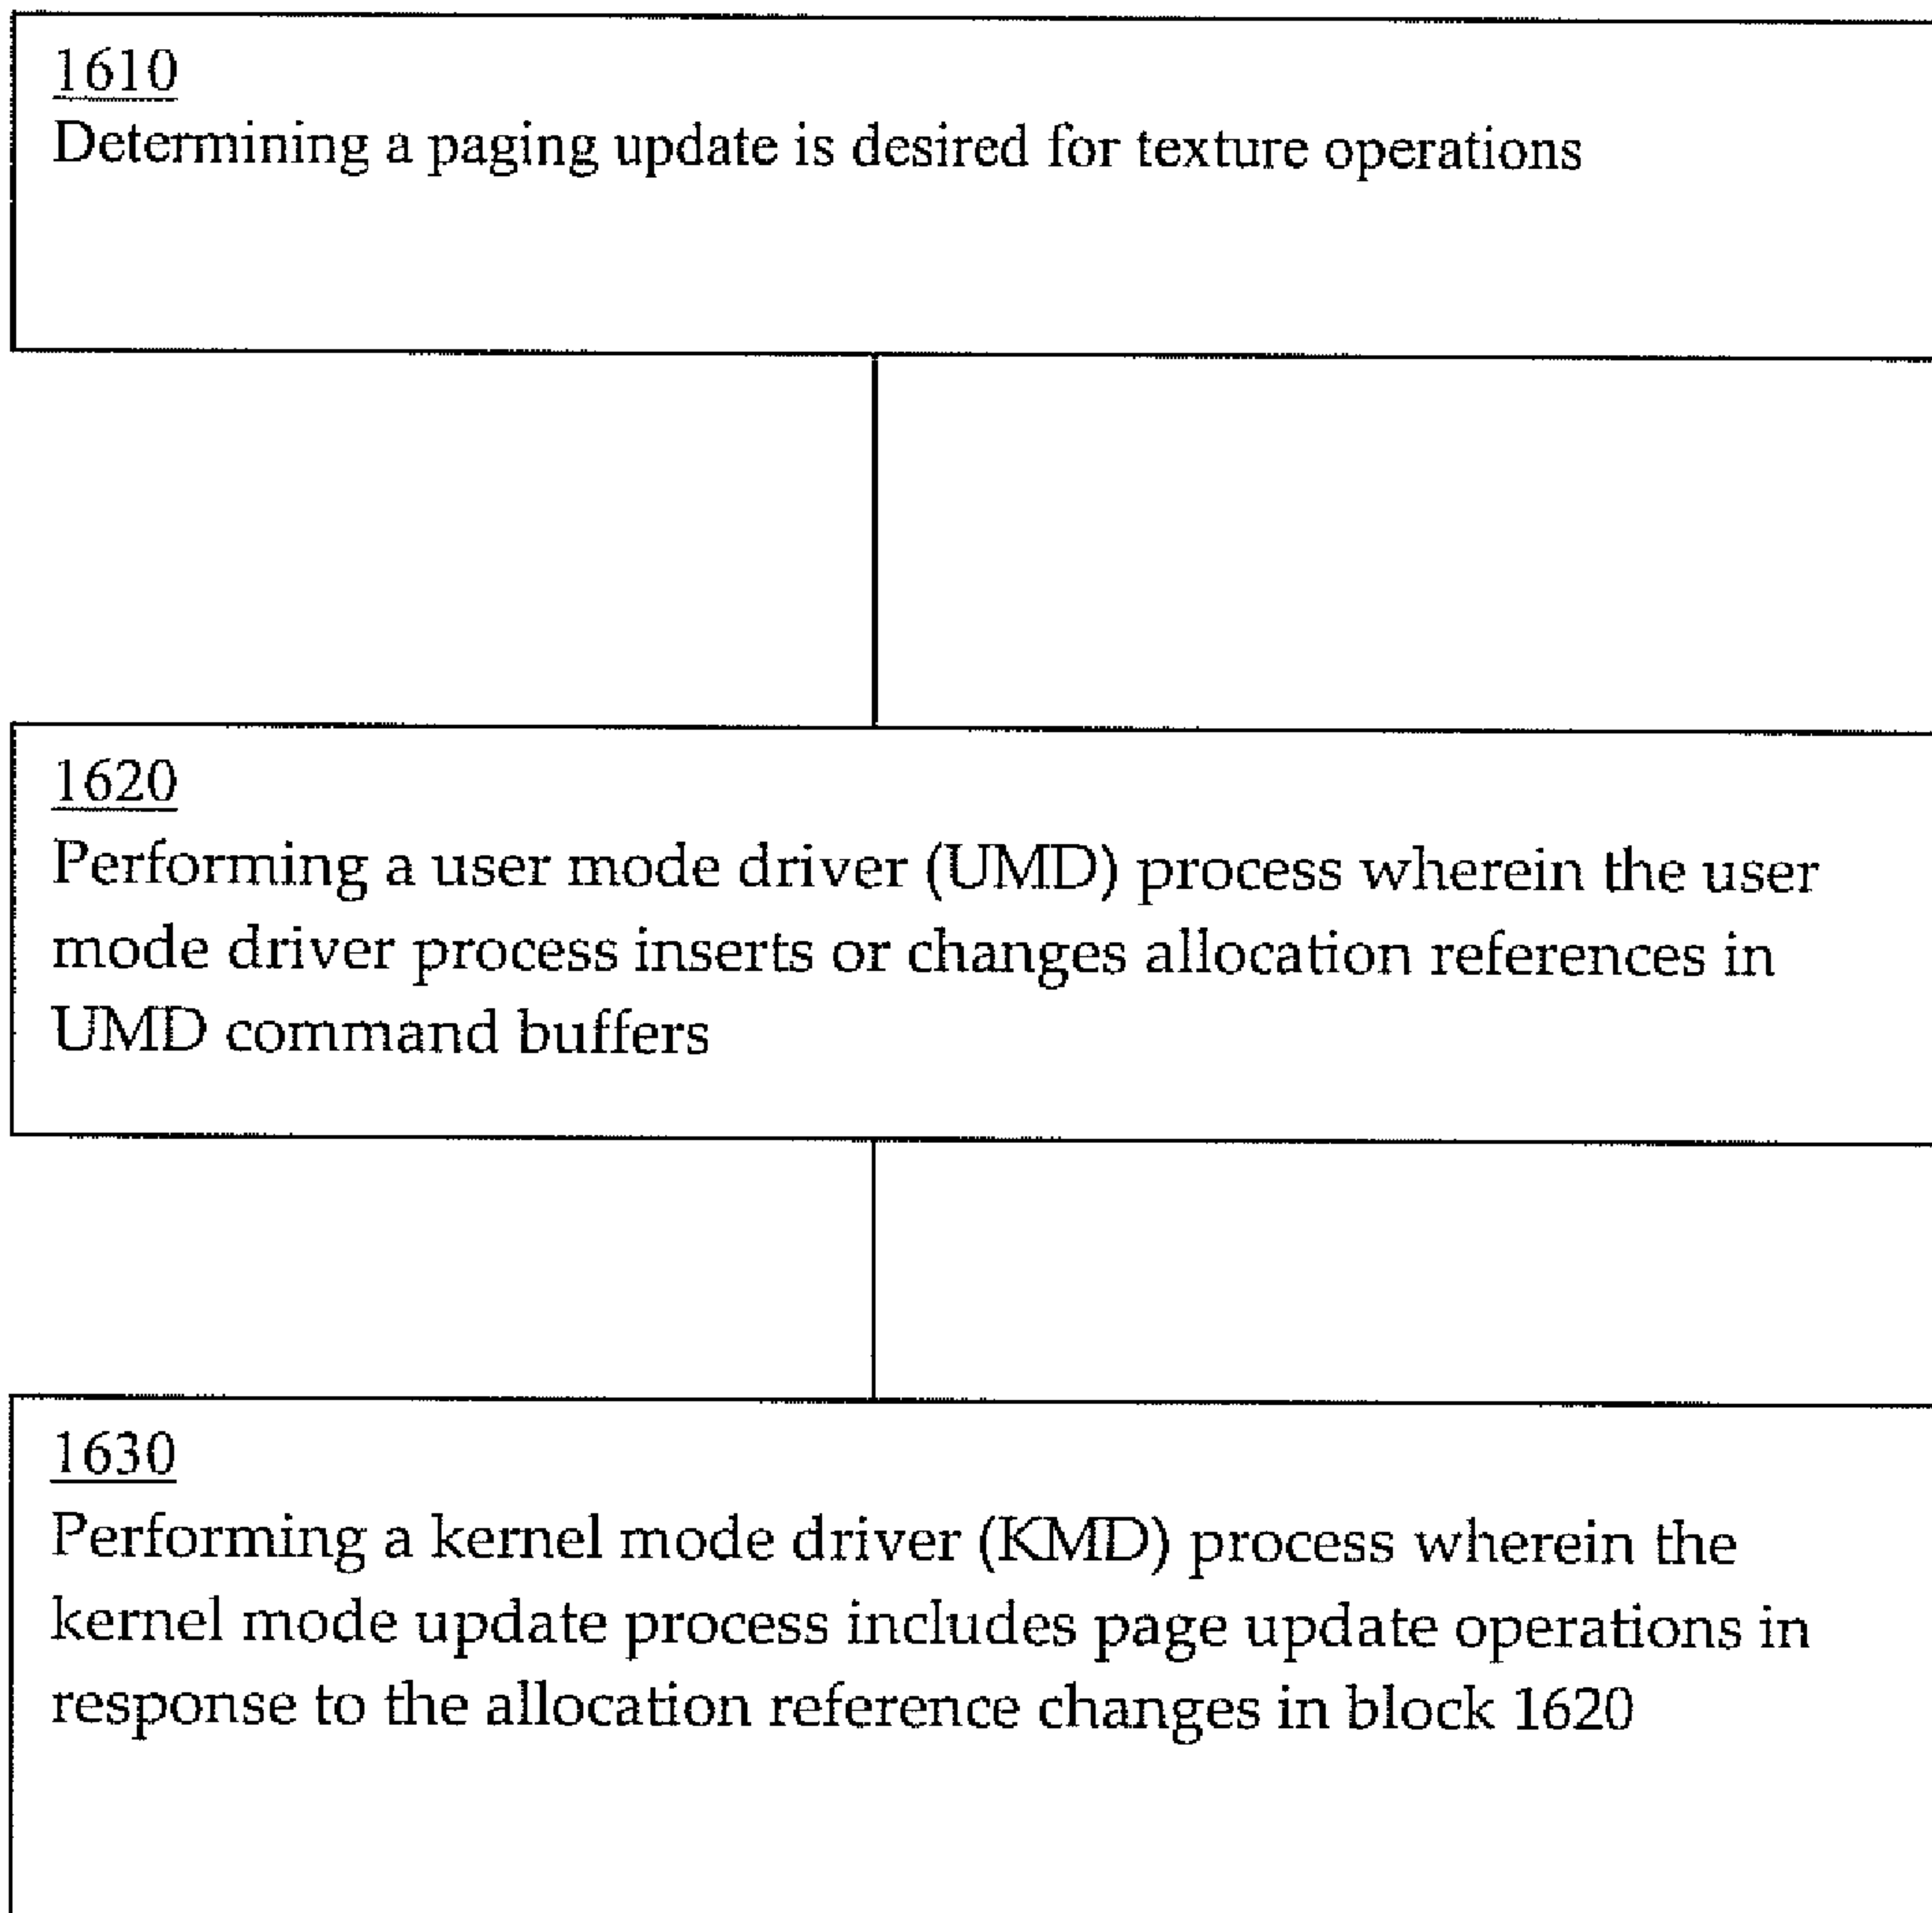 1610
Determining a paging update is desired for texture operations
1620
Performing a user mode driver (UMD) process wherein the user
mode driver process inserts or changes allocation references in
UMD command buffers
1630
Performing a kernel mode driver (KMD) process wherein the
kernel mode update process includes page update operations in
response to the allocation reference changes in block 1620